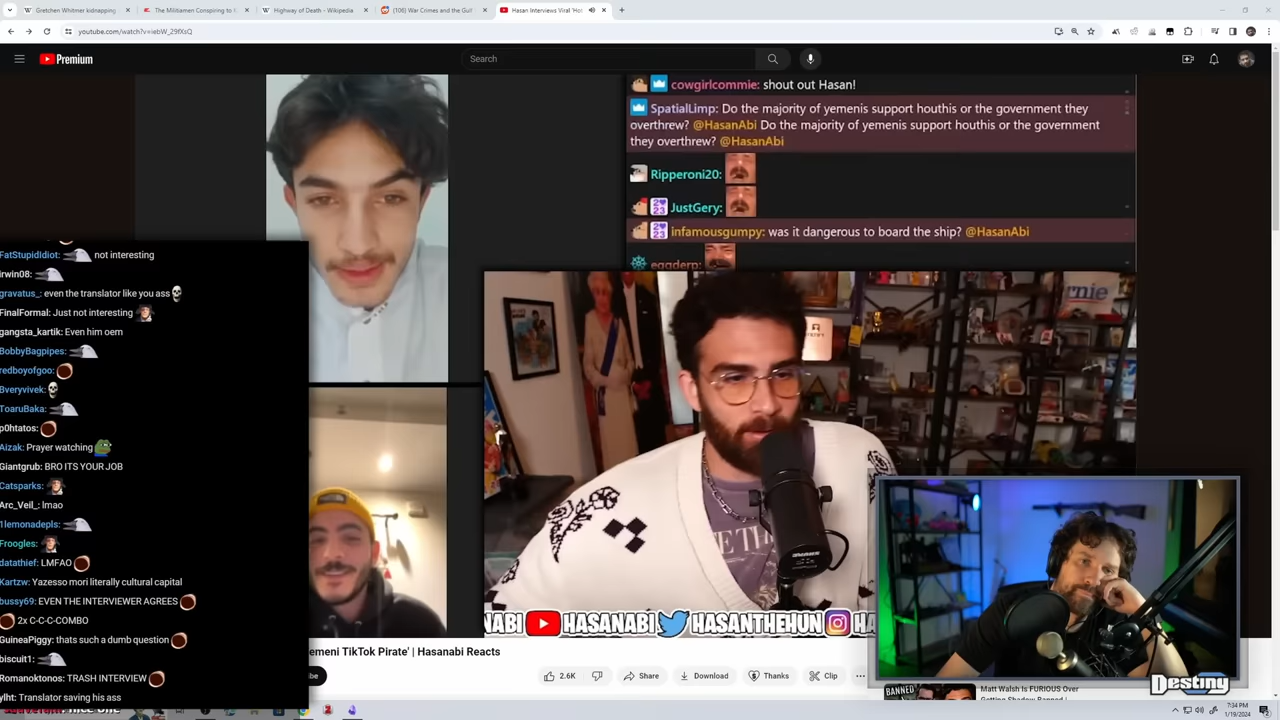 Gretchen Whitmer kidnapping
The Militiamen Conspiring to
Highway of Death - Wikipedia
(106) War Crimes and the Gul
Hasan Interviews Viral 'Ho
youtube.com/watch?v=iebW_29fXsQ
Premium
Search
cowgirlcommie: shout out Hasan!
SpatialLimp: Do the majority of yemenis support houthis or the government they
overthrew? @HasanAbi Do the majority of yemenis support houthis or the government
they overthrew? @HasanAbi
Ripperoni20:
JustGery:
infamousgumpy: was it dangerous to board the ship? @HasanAbi
eggderp:
FatStupidIdiot: not interesting
irwin08:
gravatus_: even the translator like you ass
FinalFormal: Just not interesting
gangsta_kartik: Even him oem
BobbyBagpipes:
redboyofgoo:
Bveryvivek:
ToaruBaka:
p0htatos:
Aizak: Prayer watching
Giantgrub: BRO ITS YOUR JOB
Catsparks:
Arc_Veil_: lmao
1lemonadepls:
Froogles:
datathief: LMFAO
Kartzw: Yazesso mori literally cultural capital
bussy69: EVEN THE INTERVIEWER AGREES
2x C-C-C-COMBO
GuineaPiggy: thats such a dumb question
biscuit1:
Romanoktonos: TRASH INTERVIEW
ylht: Translator saving his ass
NABI HASANABI HASANTHEHUN HA
emeni TikTok Pirate' | Hasanabi Reacts
2.6K
Share
Download
Thanks
Clip
BANNED
Matt Walsh Is FURIOUS Over
Getting Shadow Banned |
Destiny
7:34 PM
1/19/2024